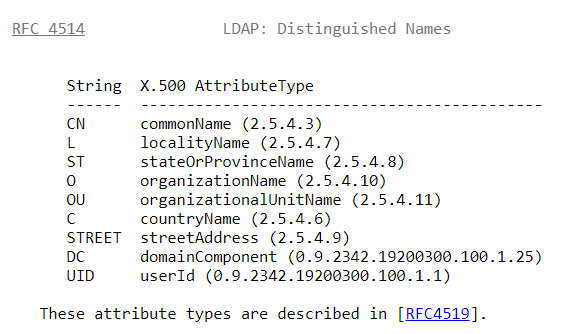 RFC 4514 LDAP: Distinguished Names
String X.500 AttributeType
------ --------------------------------------------
CN commonName (2.5.4.3)
L localityName (2.5.4.7)
ST stateOrProvinceName (2.5.4.8)
O organizationName (2.5.4.10)
OU organizationalUnitName (2.5.4.11)
C countryName (2.5.4.6)
STREET streetAddress (2.5.4.9)
DC domainComponent (0.9.2342.19200300.100.1.25)
UID userId (0.9.2342.19200300.100.1.1)
These attribute types are described in [RFC4519].